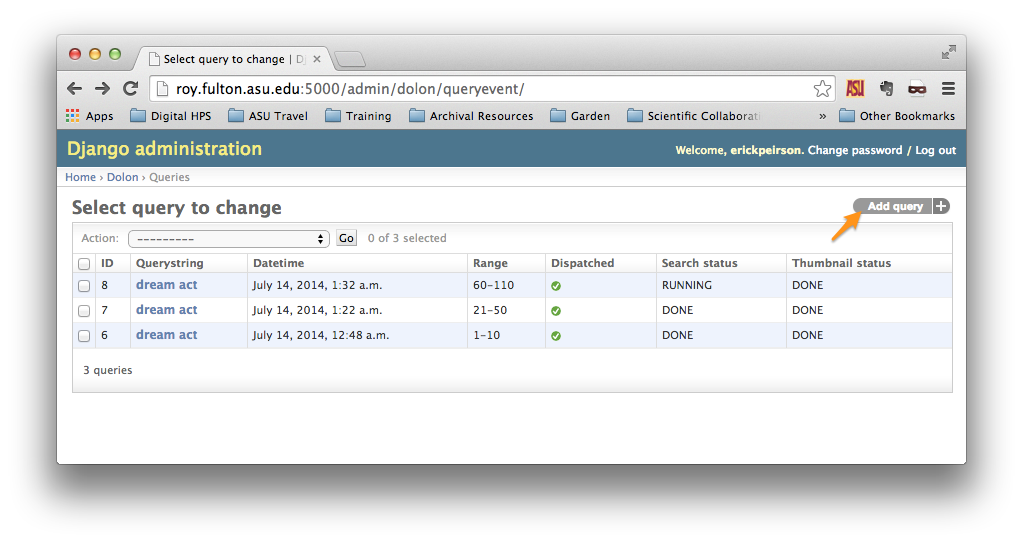 Select query to change | D
roy.fulton.asu.edu:5000/admin/dolon/queryevent/
ASU
Apps Digital HPS ASU Travel Training Archival Resources Garden Scientific Collaborati » Other Bookmarks
Django administration
Welcome, erickpeirson. Change password / Log out
Home › Dolon › Queries
Select query to change
Add query +
Action: --------- Go 0 of 3 selected
ID Querystring Datetime Range Dispatched Search status Thumbnail status
8 dream act July 14, 2014, 1:32 a.m. 60-110 RUNNING DONE
7 dream act July 14, 2014, 1:22 a.m. 21-50 DONE DONE
6 dream act July 14, 2014, 12:48 a.m. 1-10 DONE DONE
3 queries